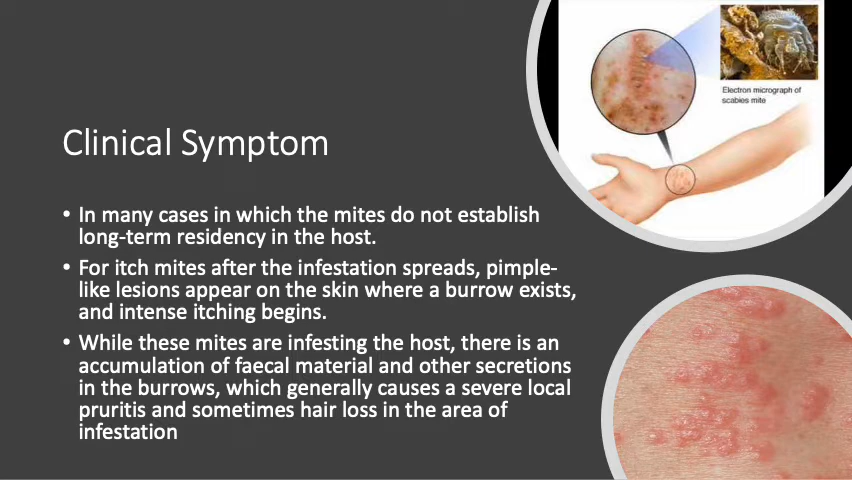 Electron micrograph of
scabies mite
Clinical Symptom
• In many cases in which the mites do not establish
long-term residency in the host.
• For itch mites after the infestation spreads, pimple-
like lesions appear on the skin where a burrow exists,
and intense itching begins.
• While these mites are infesting the host, there is an
accumulation of faecal material and other secretions
in the burrows, which generally causes a severe local
pruritis and sometimes hair loss in the area of
infestation